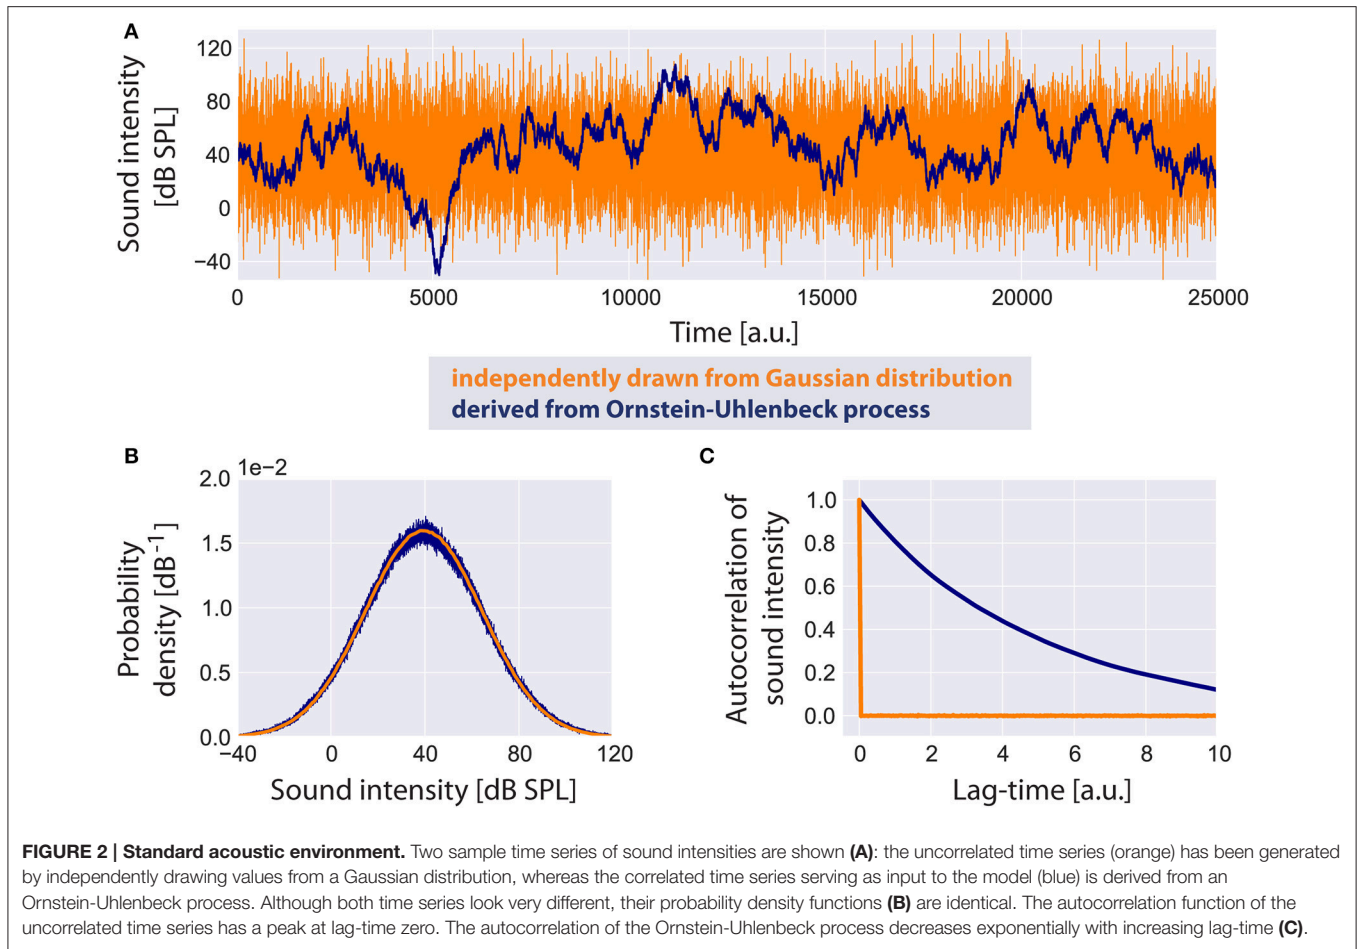 A
Sound intensity
[dB SPL]
120
80
40
0
−40
0
5000
10000
15000
20000
25000
Time [a.u.]
independently drawn from Gaussian distribution
derived from Ornstein-Uhlenbeck process
B
1e−2
Probability
density [dB⁻¹]
2.0
1.5
1.0
0.5
0.0
−40
0
40
80
120
Sound intensity [dB SPL]
C
Autocorrelation of
sound intensity
1.0
0.8
0.6
0.4
0.2
0.0
0
2
4
6
8
10
Lag-time [a.u.]
FIGURE 2 | Standard acoustic environment. Two sample time series of sound intensities are shown (A): the uncorrelated time series (orange) has been generated
by independently drawing values from a Gaussian distribution, whereas the correlated time series serving as input to the model (blue) is derived from an
Ornstein-Uhlenbeck process. Although both time series look very different, their probability density functions (B) are identical. The autocorrelation function of the
uncorrelated time series has a peak at lag-time zero. The autocorrelation of the Ornstein-Uhlenbeck process decreases exponentially with increasing lag-time (C).